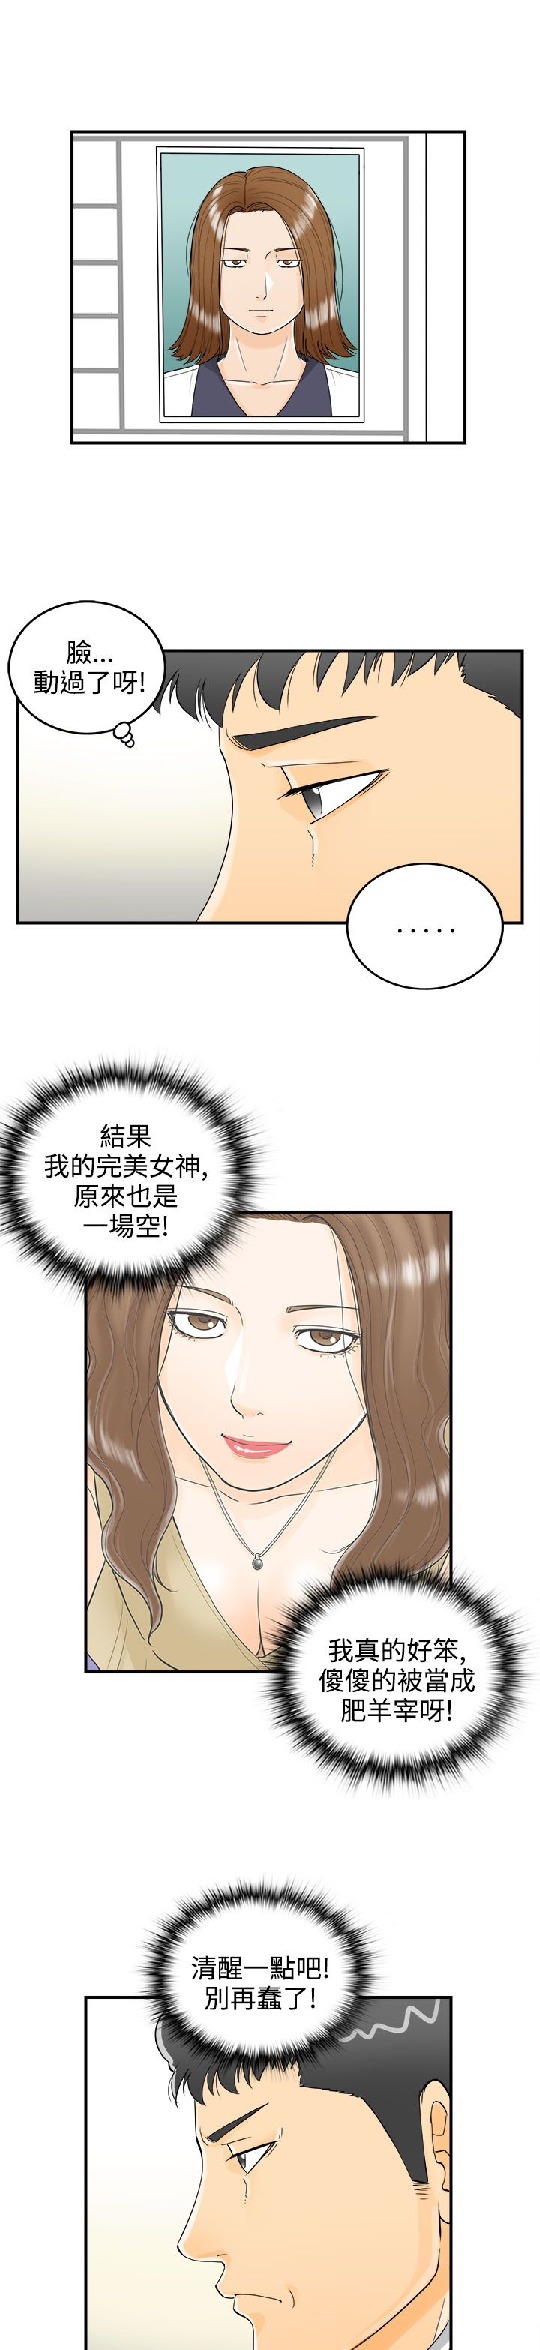 臉...
動過了呀!
.....
結果
我的完美女神,
原來也是
一場空!
我真的好笨,
傻傻的被當成
肥羊宰呀!
清醒一點吧!
別再蠢了!